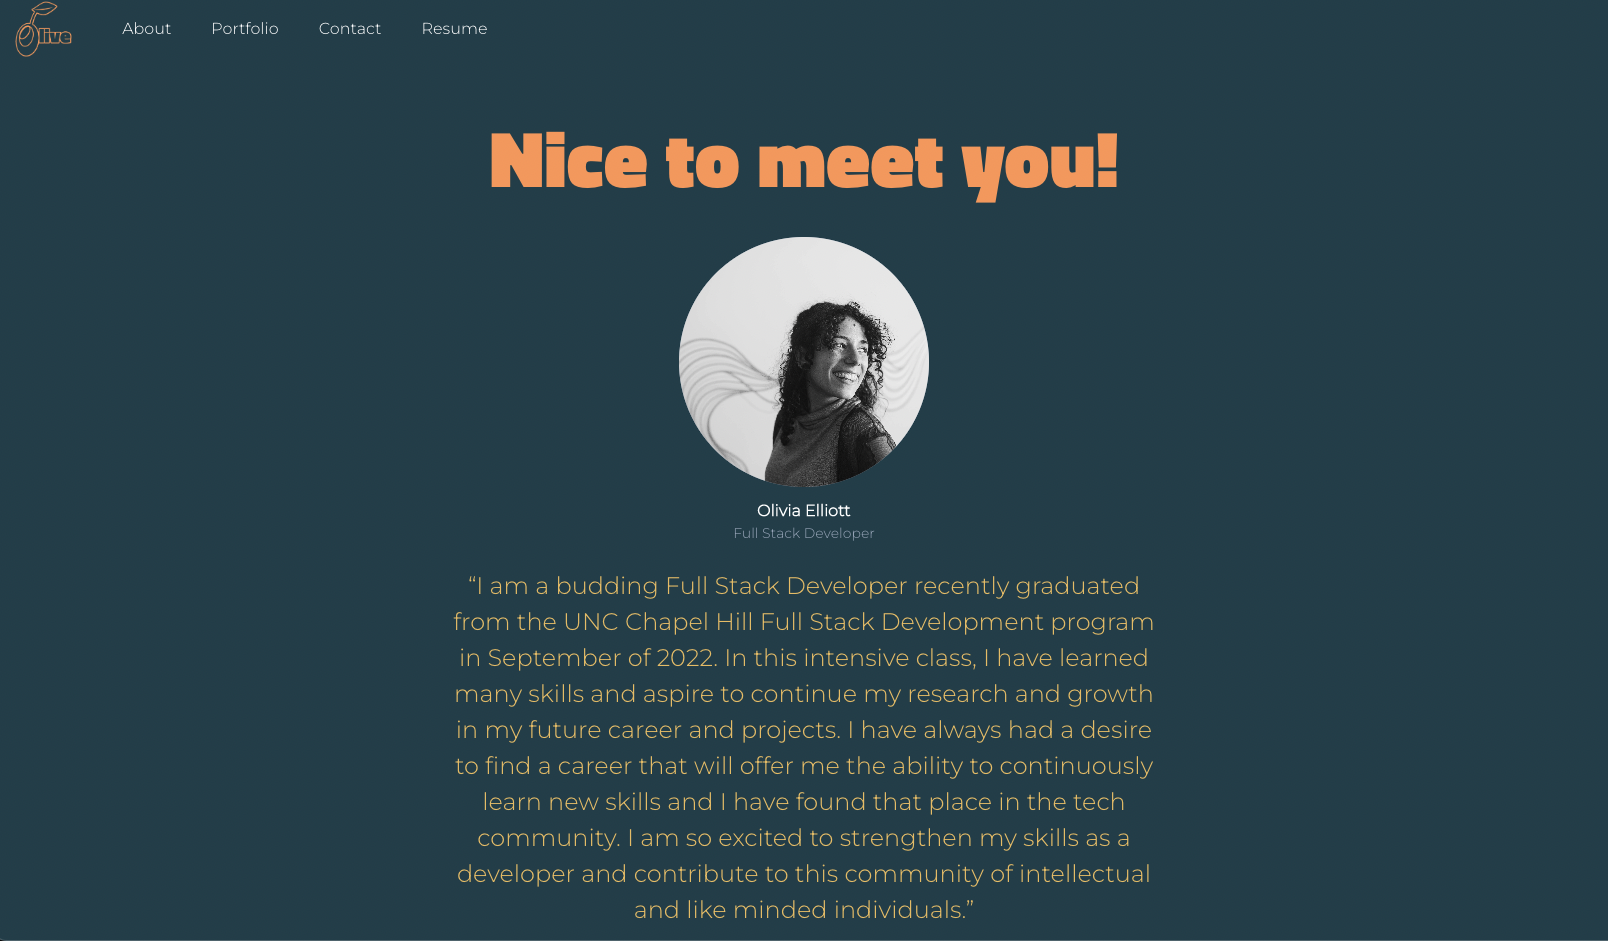 Olive
About
Portfolio
Contact
Resume
Nice to meet you!
Olivia Elliott
Full Stack Developer
“I am a budding Full Stack Developer recently graduated
from the UNC Chapel Hill Full Stack Development program
in September of 2022. In this intensive class, I have learned
many skills and aspire to continue my research and growth
in my future career and projects. I have always had a desire
to find a career that will offer me the ability to continuously
learn new skills and I have found that place in the tech
community. I am so excited to strengthen my skills as a
developer and contribute to this community of intellectual
and like minded individuals.”